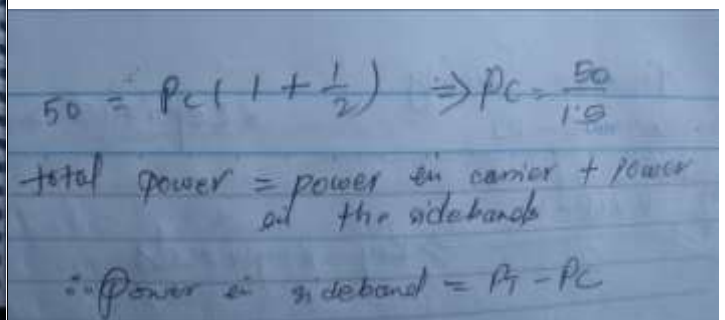 50 = Pc ( 1 + 1/2 ) ⇒ Pc = 50/1.5
total power = power in carrier + power
in the sidebands
∴ Power in sideband = PT - PC